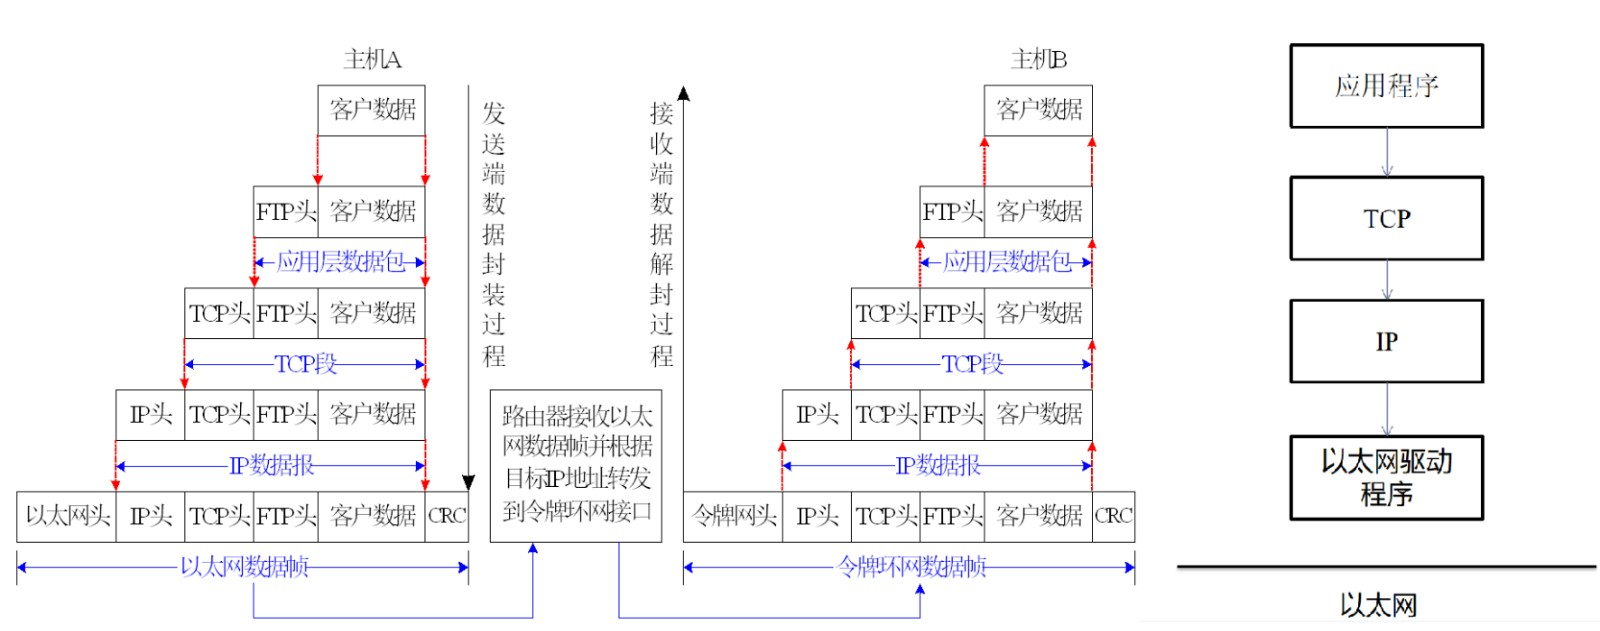 主机A
客户数据
FTP头 客户数据
应用层数据包
TCP头 FTP头 客户数据
TCP段
IP头 TCP头 FTP头 客户数据
IP数据报
以太网头 IP头 TCP头 FTP头 客户数据 CRC
以太网数据帧
发送端数据封装过程
路由器接收以太
网数据帧并根据
目标IP地址转发
到令牌环网接口
接收端数据解封过程
主机B
客户数据
FTP头 客户数据
应用层数据包
TCP头 FTP头 客户数据
TCP段
IP头 TCP头 FTP头 客户数据
IP数据报
令牌网头 IP头 TCP头 FTP头 客户数据 CRC
令牌环网数据帧
应用程序
TCP
IP
以太网驱动
程序
以太网